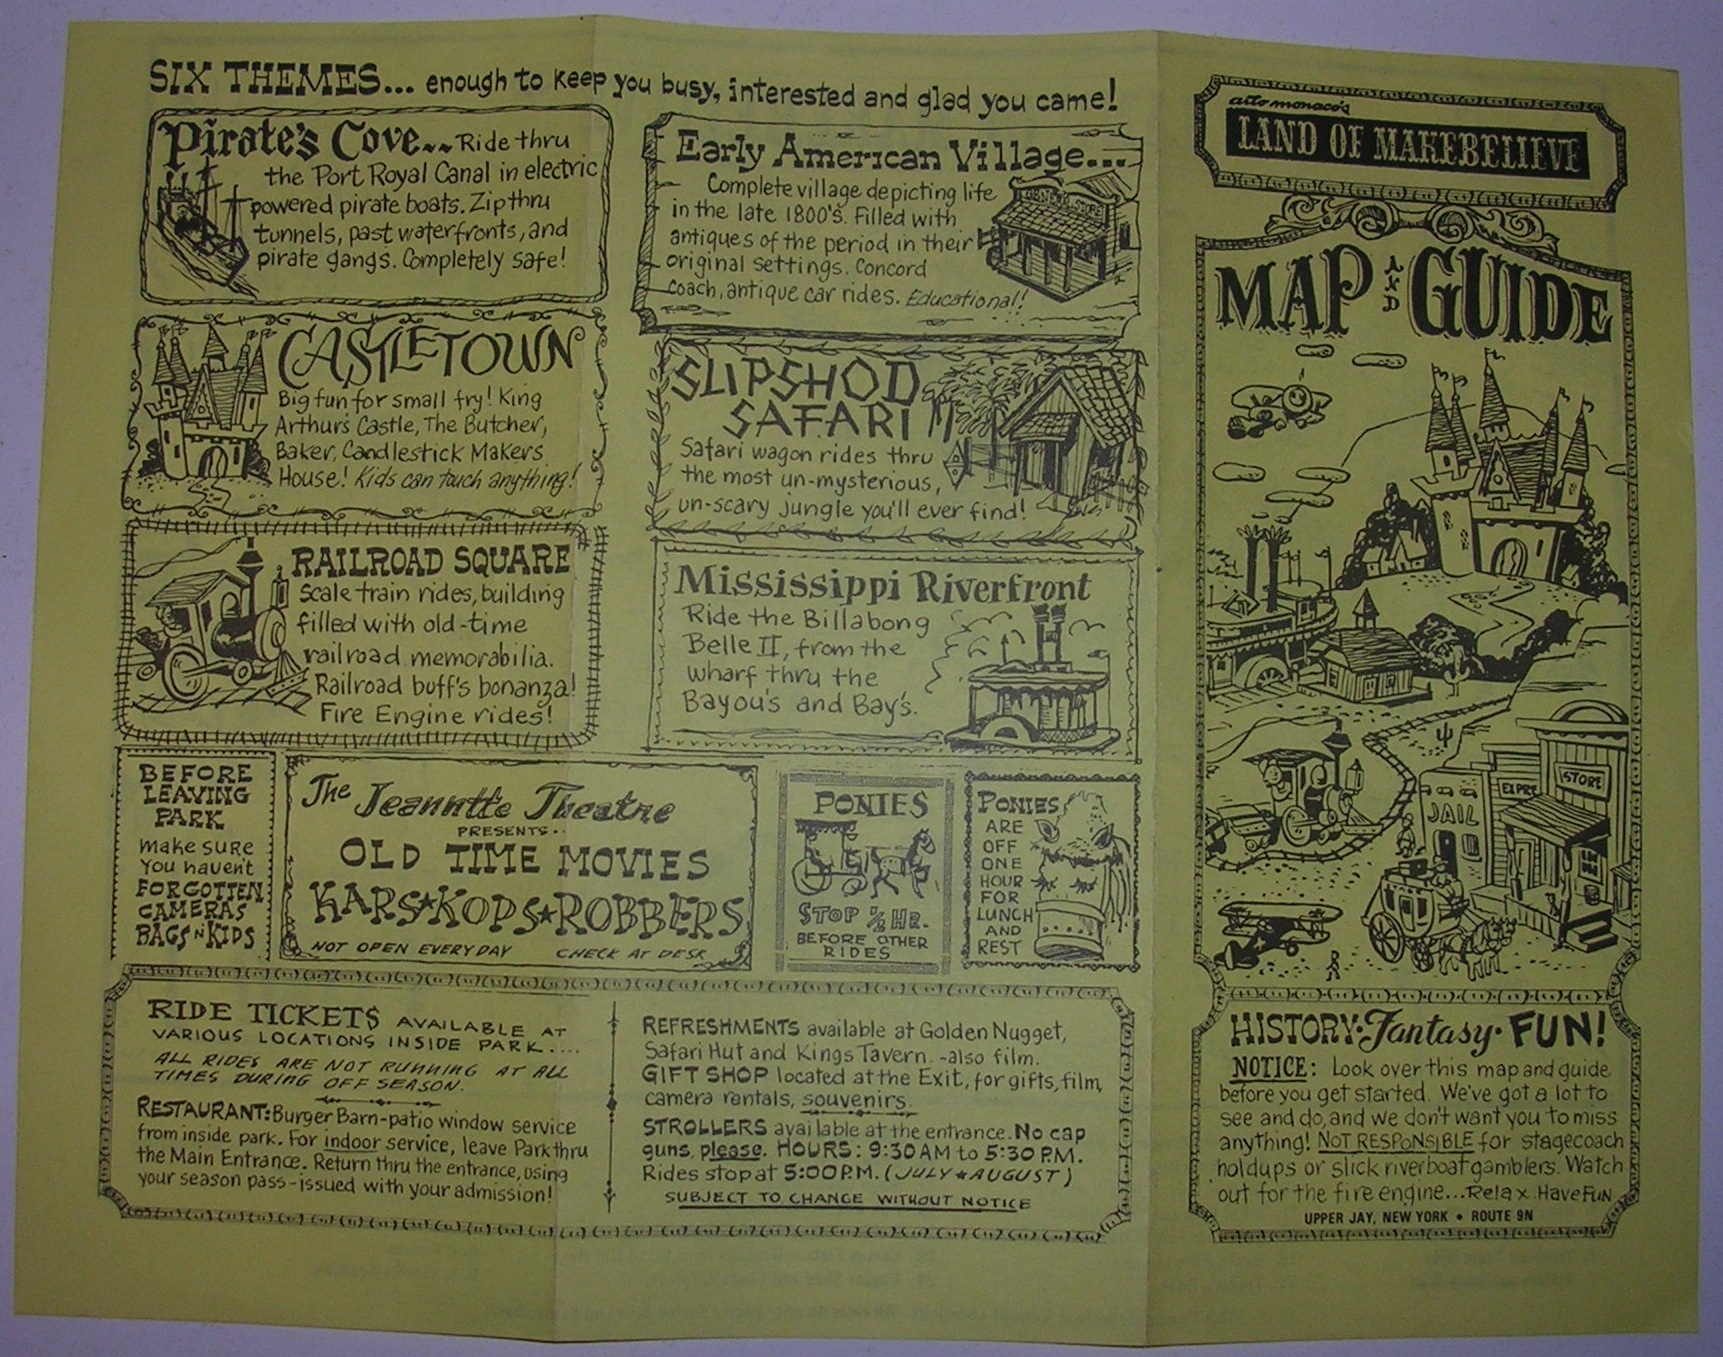 SIX THEMES... enough to keep you busy, interested and glad you came!
Pirate's Cove.. Ride thru
the Port Royal Canal in electric
powered pirate boats. Zip thru
tunnels, past waterfronts, and
pirate gangs. Completely safe!
CASTLETOWN
Big fun for small fry! King
Arthur's Castle, The Butcher,
Baker, Candlestick Makers
House! Kids can touch anything!
RAILROAD SQUARE
Scale train rides, building
filled with old-time
railroad memorabilia.
Railroad buff's bonanza!
Fire Engine rides!
Early American Village...
Complete village depicting life
in the late 1800's. Filled with
antiques of the period in their
original settings. Concord
coach, antique car rides. Educational!
GENERAL STORE
SLIPSHOD
SAFARI
Safari wagon rides thru
the most un-mysterious,
un-scary jungle you'll ever find!
Mississippi Riverfront
Ride the Billabong
Belle II, from the
wharf thru the
Bayou's and Bay's.
BEFORE
LEAVING
PARK
make sure
you haven't
FORGOTTEN
CAMERAS
BAGS N' KIDS
The Jeannette Theatre
PRESENTS..
OLD TIME MOVIES
KARS★KOPS★ROBBERS
NOT OPEN EVERYDAY CHECK AT DESK
PONIES
STOP 1/2 HR.
BEFORE OTHER
RIDES
PONIES
ARE
OFF
ONE
HOUR
FOR
LUNCH
AND
REST
RIDE TICKETS AVAILABLE AT
VARIOUS LOCATIONS INSIDE PARK....
ALL RIDES ARE NOT RUNNING AT ALL
TIMES DURING OFF SEASON.
RESTAURANT: Burger Barn-patio window service
from inside park. For indoor service, leave Park thru
the Main Entrance. Return thru the entrance, using
your season pass-issued with your admission!
REFRESHMENTS available at Golden Nugget,
Safari Hut and Kings Tavern. -also film.
GIFT SHOP located at the Exit, for gifts, film,
camera rentals, souvenirs.
STROLLERS available at the entrance. No cap
guns, please. HOURS: 9:30 AM to 5:30 P.M.
Rides stop at 5:00 P.M. (JULY★AUGUST)
SUBJECT TO CHANGE WITHOUT NOTICE
arto monaco's
LAND OF MAKEBELIEVE
MAP AND GUIDE
JAIL
EXPRE
STORE
HISTORY·Fantasy·FUN!
NOTICE: Look over this map and guide
before you get started. We've got a lot to
see and do, and we don't want you to miss
anything! NOT RESPONSIBLE for stagecoach
holdups or slick riverboat gamblers. Watch
out for the fire engine...Relax. Have FUN
UPPER JAY, NEW YORK • ROUTE 9N